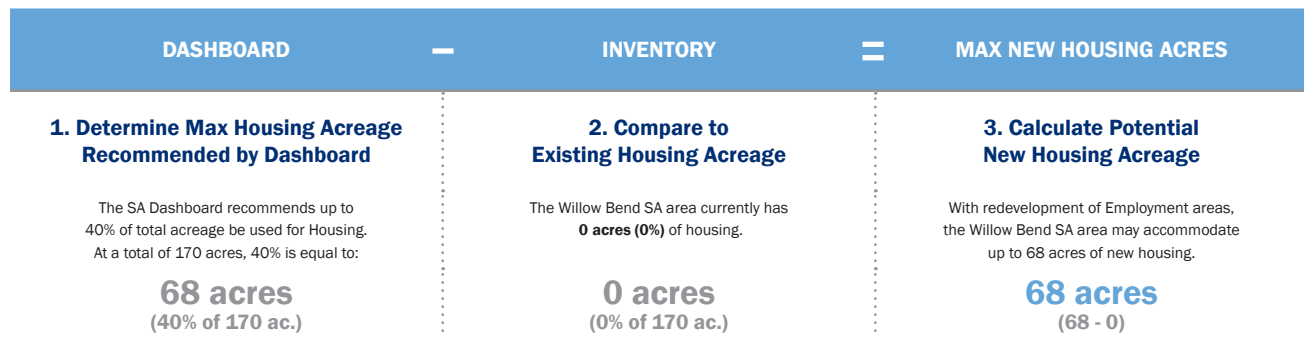 DASHBOARD – INVENTORY = MAX NEW HOUSING ACRES
1. Determine Max Housing Acreage
Recommended by Dashboard
The SA Dashboard recommends up to
40% of total acreage be used for Housing.
At a total of 170 acres, 40% is equal to:
68 acres
(40% of 170 ac.)
2. Compare to
Existing Housing Acreage
The Willow Bend SA area currently has
0 acres (0%) of housing.
0 acres
(0% of 170 ac.)
3. Calculate Potential
New Housing Acreage
With redevelopment of Employment areas,
the Willow Bend SA area may accommodate
up to 68 acres of new housing.
68 acres
(68 - 0)